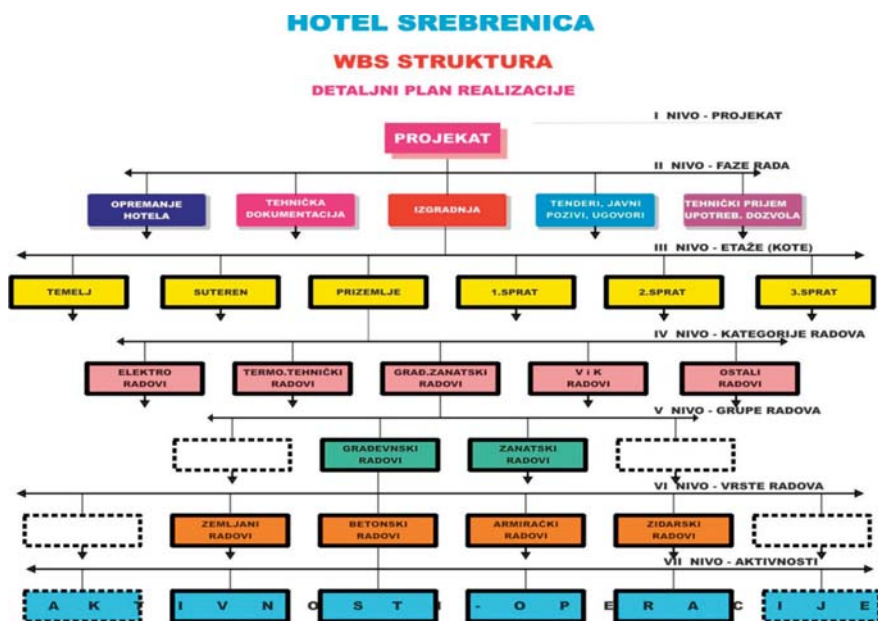 HOTEL SREBRENICA
WBS STRUKTURA
DETALJNI PLAN REALIZACIJE
I NIVO - PROJEKAT
PROJEKAT
II NIVO - FAZE RADA
OPREMANJE
HOTELA
TEHNIČKA
DOKUMENTACIJA
IZGRADNJA
TENDERI, JAVNI
POZIVI, UGOVORI
TEHNIČKI PRIJEM
UPOTREB. DOZVOLA
III NIVO - ETAŽE (KOTE)
TEMELJ
SUTEREN
PRIZEMLJE
1.SPRAT
2.SPRAT
3.SPRAT
IV NIVO - KATEGORIJE RADOVA
ELEKTRO
RADOVI
TERMO.TEHNIČKI
RADOVI
GRAĐ.ZANATSKI
RADOVI
V i K
RADOVI
OSTALI
RADOVI
V NIVO - GRUPE RADOVA
GRAĐEVNSKI
RADOVI
ZANATSKI
RADOVI
VI NIVO - VRSTE RADOVA
ZEMLJANI
RADOVI
BETONSKI
RADOVI
ARMIRAČKI
RADOVI
ZIDARSKI
RADOVI
VII NIVO - AKTIVNOSTI
A K T I V N O S T I - O P E R A C I J E